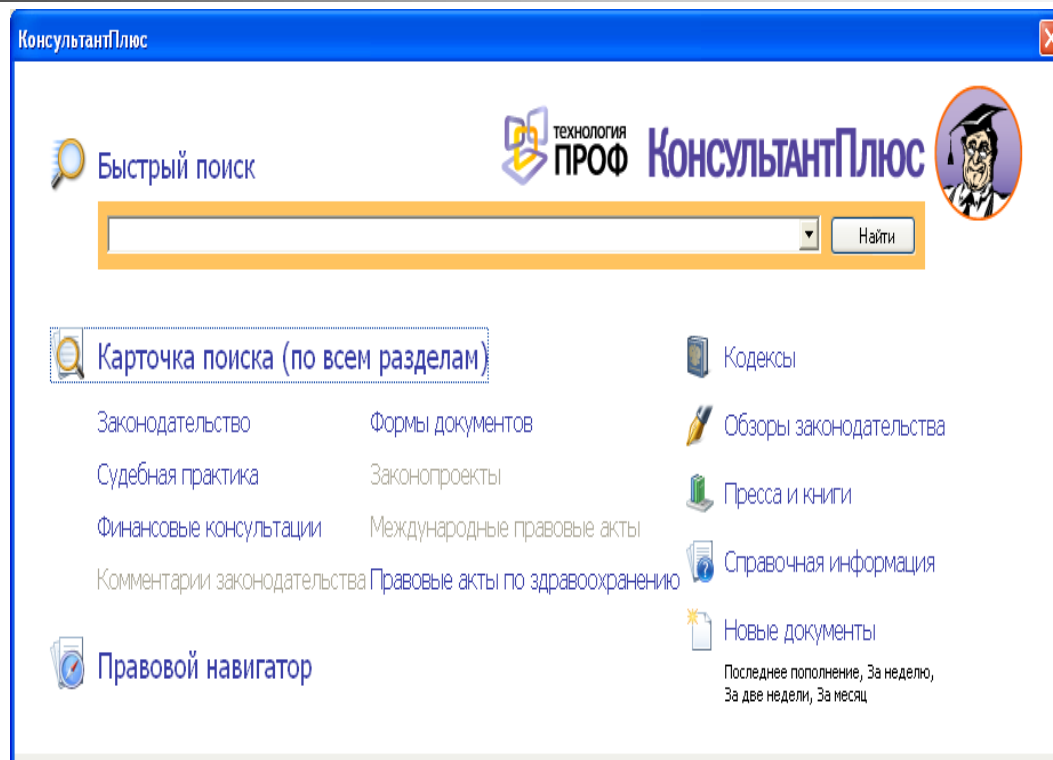 КонсультантПлюс
технология
ПРОФ
КонсультантПлюс
Быстрый поиск
Найти
Карточка поиска (по всем разделам)
Законодательство
Формы документов
Судебная практика
Законопроекты
Финансовые консультации
Международные правовые акты
Комментарии законодательства
Правовые акты по здравоохранению
Правовой навигатор
Кодексы
Обзоры законодательства
Пресса и книги
Справочная информация
Новые документы
Последнее пополнение, За неделю,
За две недели, За месяц